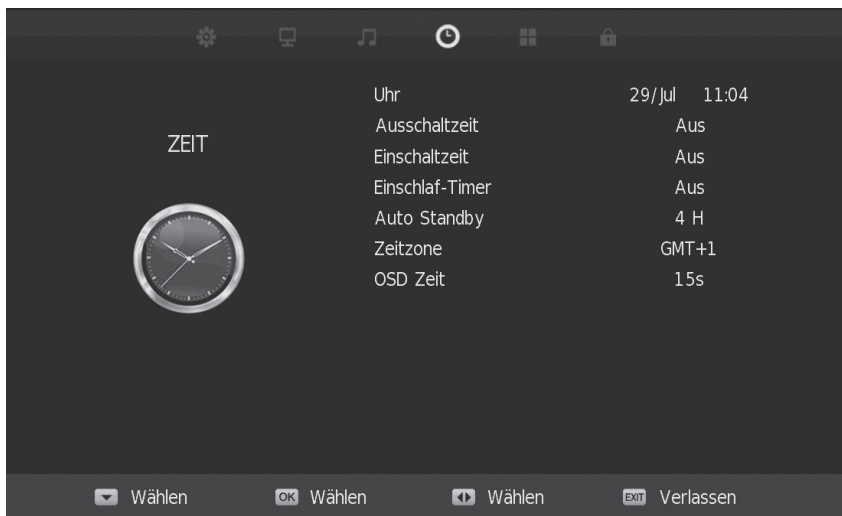 ZEIT
Uhr 29/Jul 11:04
Ausschaltzeit Aus
Einschaltzeit Aus
Einschlaf-Timer Aus
Auto Standby 4 H
Zeitzone GMT+1
OSD Zeit 15s
Wählen OK Wählen Wählen EXIT Verlassen